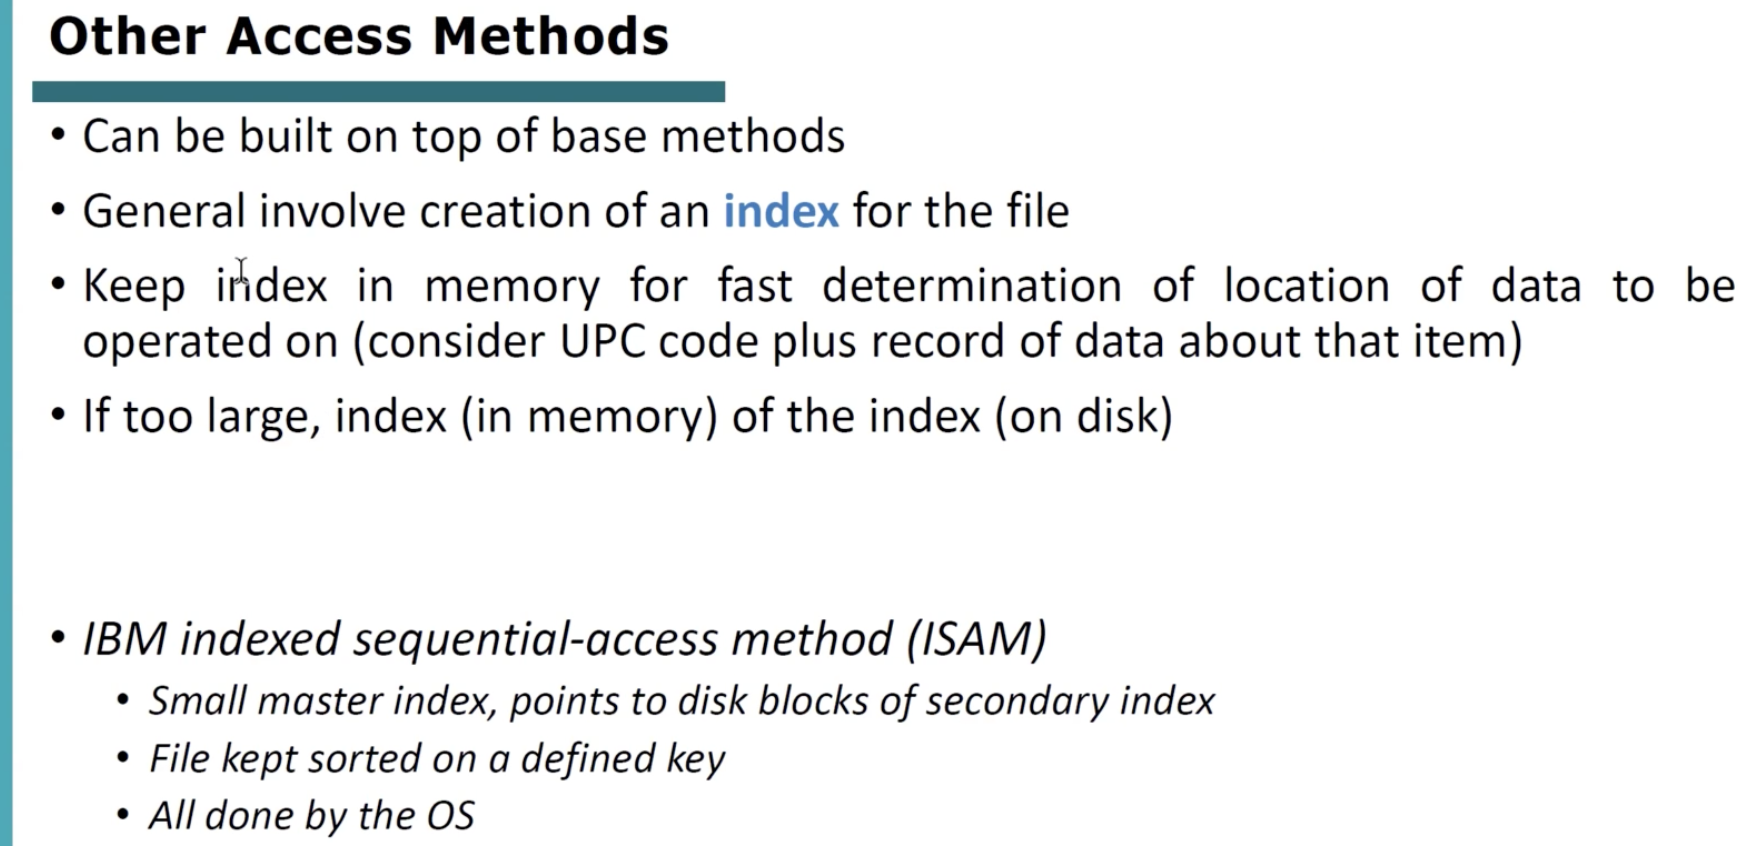 Other Access Methods
• Can be built on top of base methods
• General involve creation of an index for the file
• Keep index in memory for fast determination of location of data to be
operated on (consider UPC code plus record of data about that item)
• If too large, index (in memory) of the index (on disk)
• IBM indexed sequential-access method (ISAM)
• Small master index, points to disk blocks of secondary index
• File kept sorted on a defined key
• All done by the OS